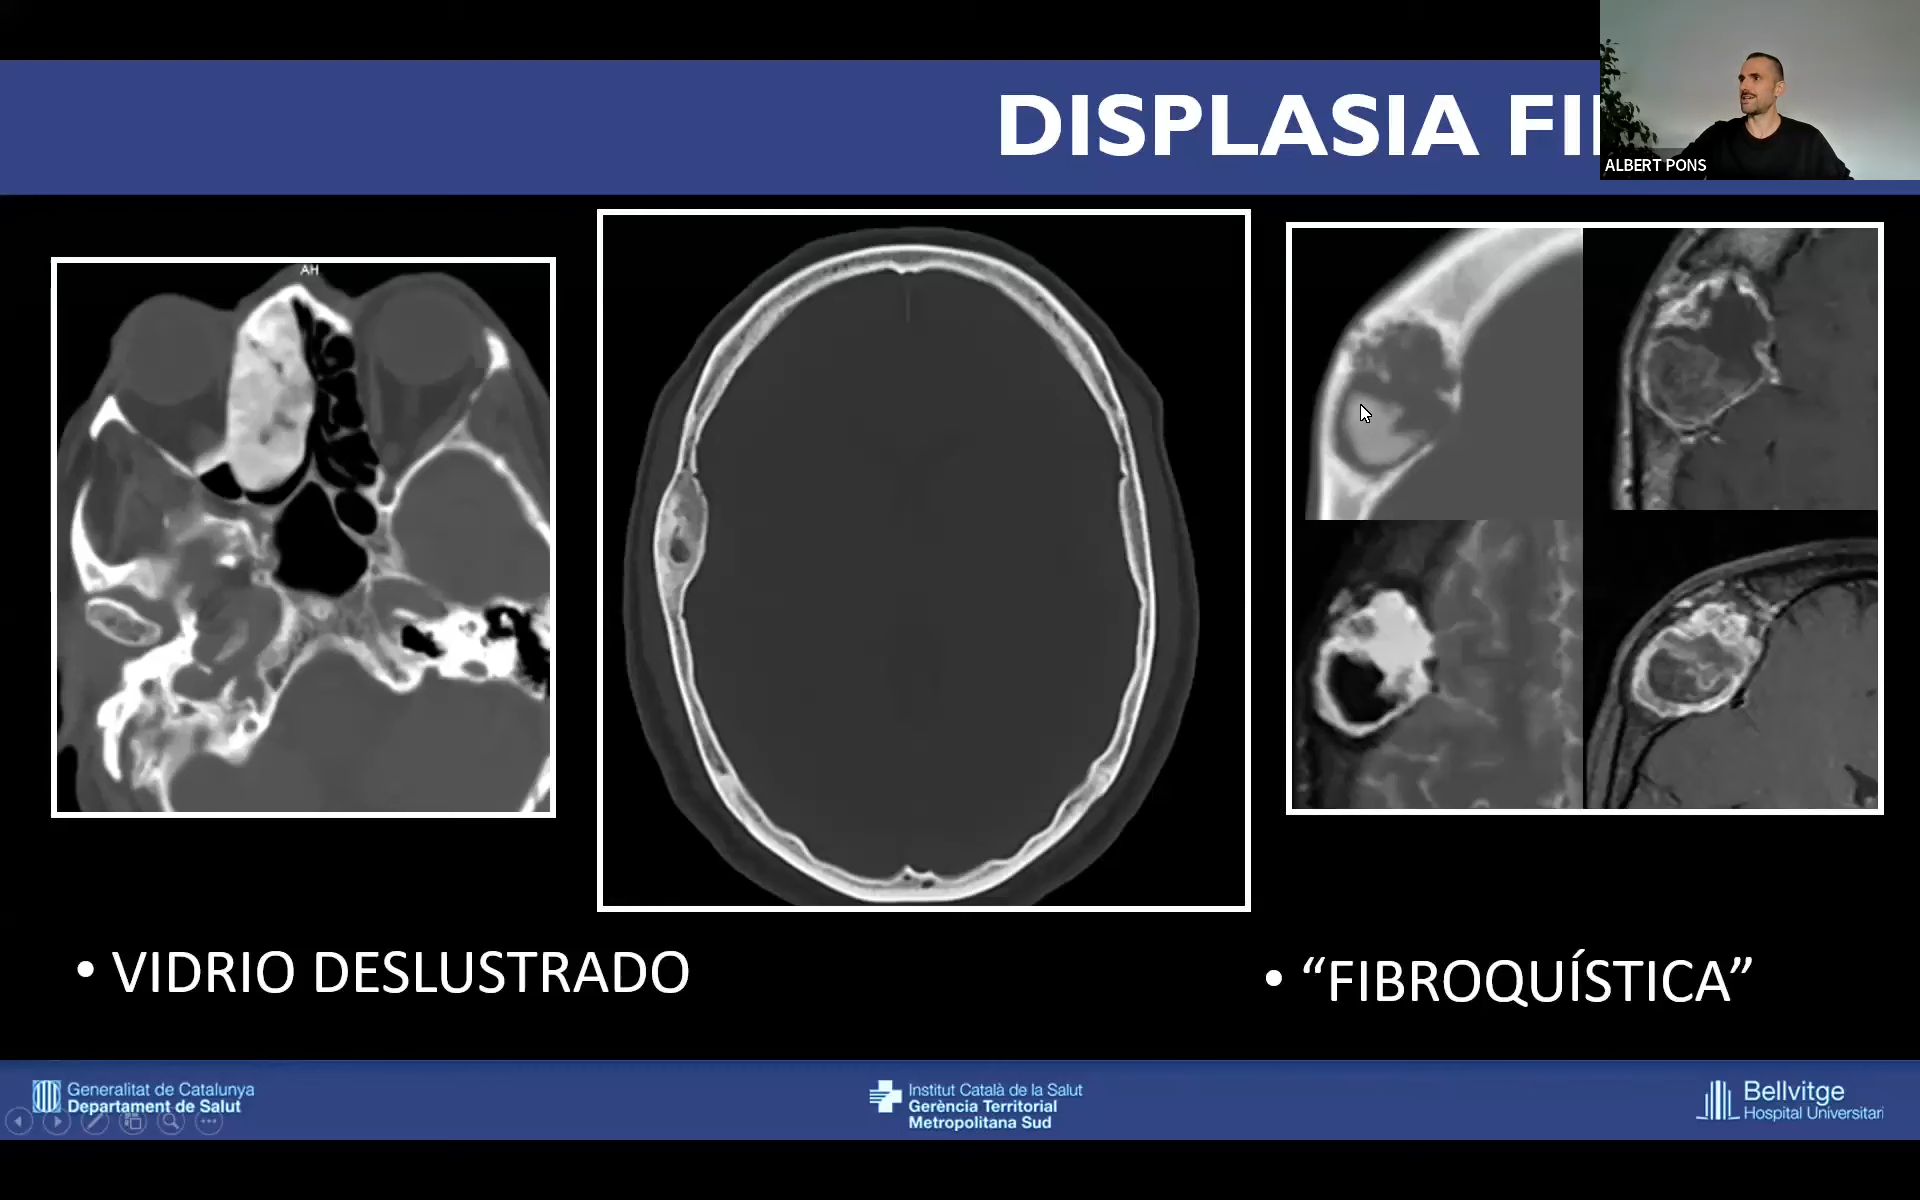 DISPLASIA FI
ALBERT PONS
AH
• VIDRIO DESLUSTRADO
• “FIBROQUÍSTICA”
Generalitat de Catalunya
Departament de Salut
Institut Català de la Salut
Gerència Territorial
Metropolitana Sud
Bellvitge
Hospital Universitari